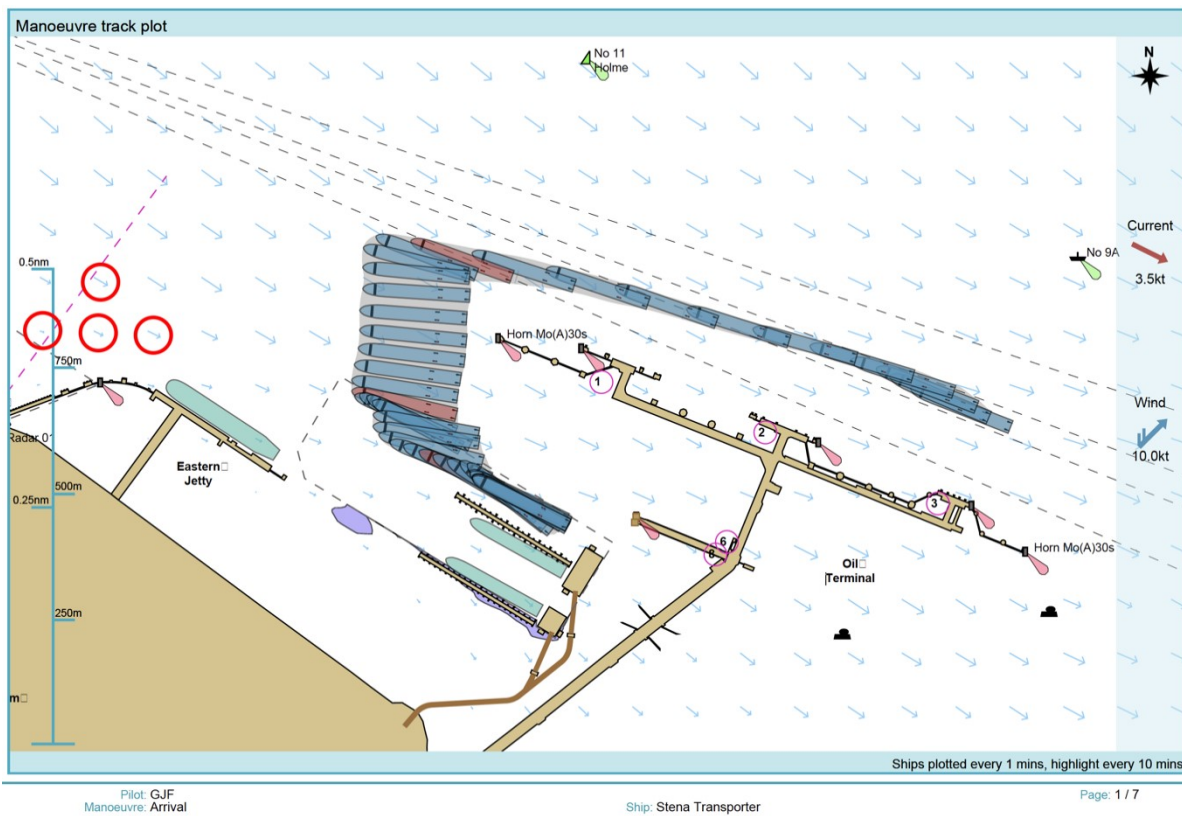 Manoeuvre track plot
No 11
Holme
N
Current
3.5kt
No 9A
0.5nm
Horn Mo(A)30s
750m
1
Wind
10.0kt
2
Radar 0
Eastern
Jetty
500m
0.25nm
3
6
8
Horn Mo(A)30s
Oil
Terminal
250m
Ships plotted every 1 mins, highlight every 10 mins
Pilot: GJF
Manoeuvre: Arrival
Ship: Stena Transporter
Page: 1 / 7